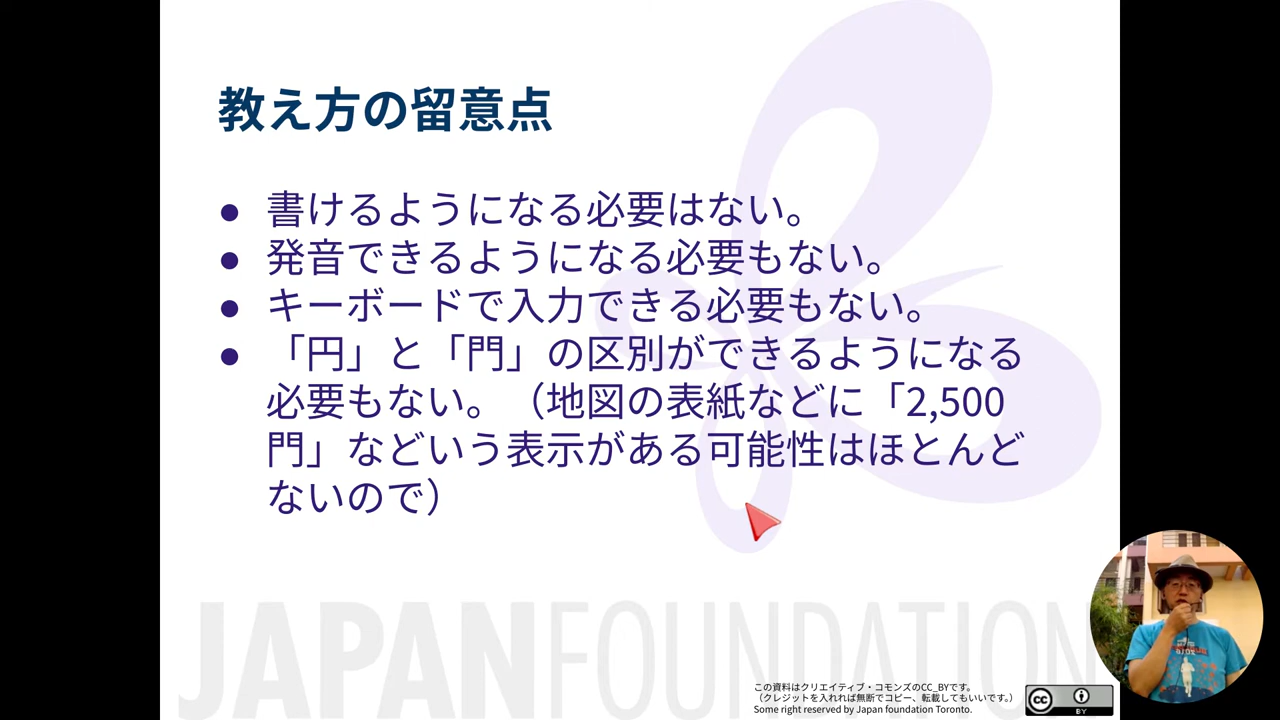 教え方の留意点
● 書けるようになる必要はない。
● 発音できるようになる必要もない。
● キーボードで入力できる必要もない。
● 「円」と「門」の区別ができるようになる
必要もない。（地図の表紙などに「2,500
門」などいう表示がある可能性はほとんど
ないので）
JAPANFOUNDATION
この資料はクリエイティブ・コモンズのCC_BYです。
（クレジットを入れれば無断でコピー、転載してもいいです。）
Some right reserved by Japan foundation Toronto.
cc
BY